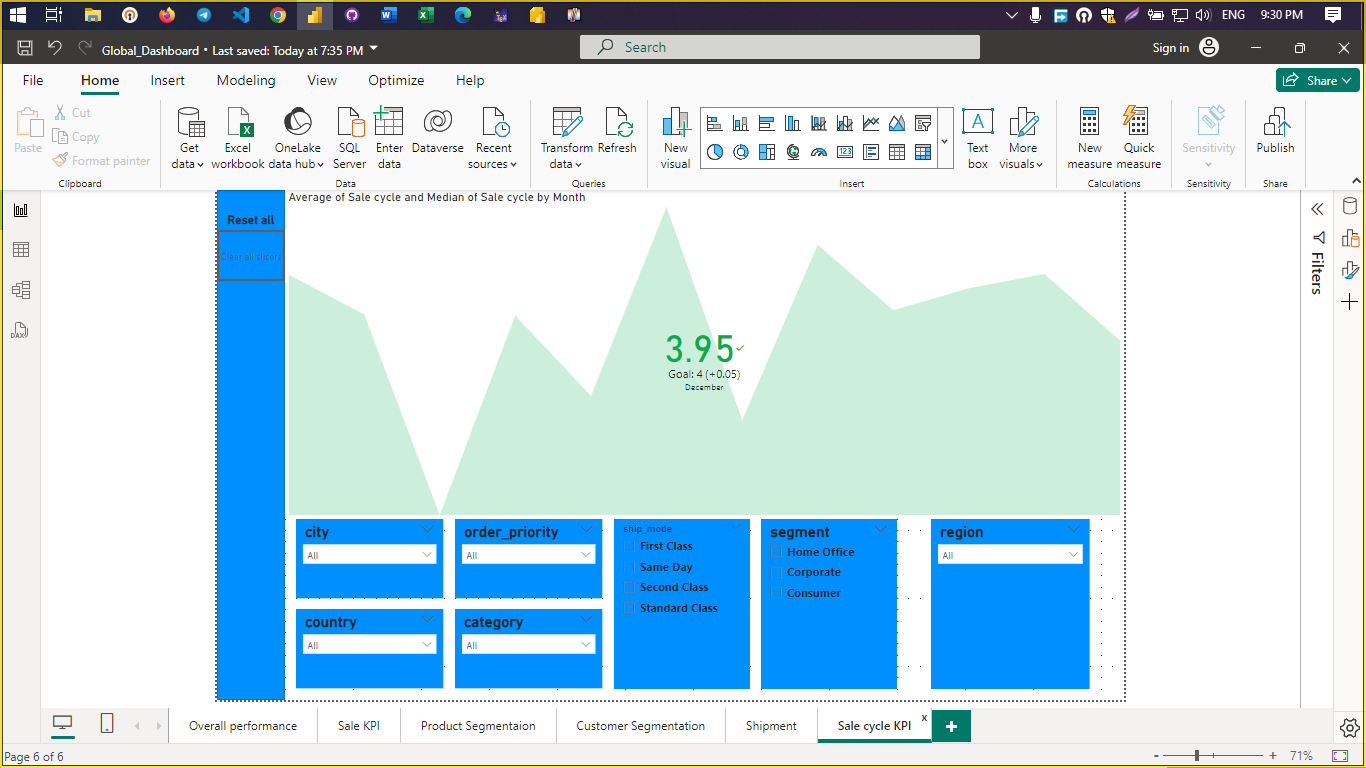 ENG 9:30 PM
Global_Dashboard • Last saved: Today at 7:35 PM
Search
Sign in
File Home Insert Modeling View Optimize Help
Share
Paste
Cut
Copy
Format painter
Clipboard
Get data
Excel workbook
OneLake data hub
SQL Server
Enter data
Dataverse
Recent sources
Data
Transform data
Refresh
Queries
New visual
Text box
More visuals
Insert
New measure
Quick measure
Calculations
Sensitivity
Sensitivity
Publish
Share
Reset all
Clear all slicers
Average of Sale cycle and Median of Sale cycle by Month
3.95
Goal: 4 (+0.05)
December
city
All
order_priority
All
ship_mode
First Class
Same Day
Second Class
Standard Class
segment
Home Office
Corporate
Consumer
region
All
country
All
category
All
Filters
Overall performance Sale KPI Product Segmentaion Customer Segmentation Shipment Sale cycle KPI
Page 6 of 6
- + 71%